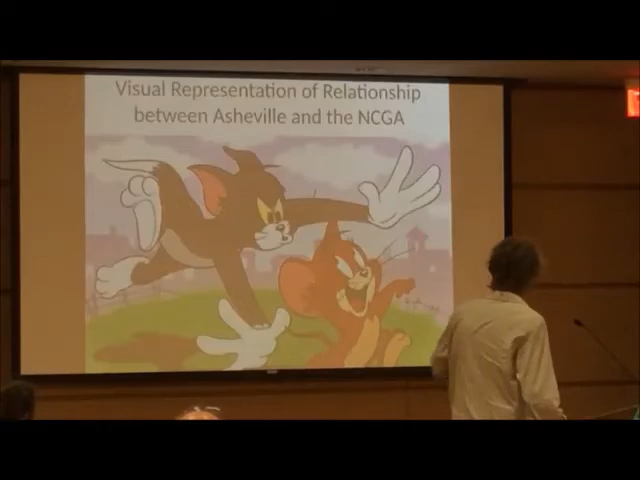 Visual Representation of Relationship
between Asheville and the NCGA